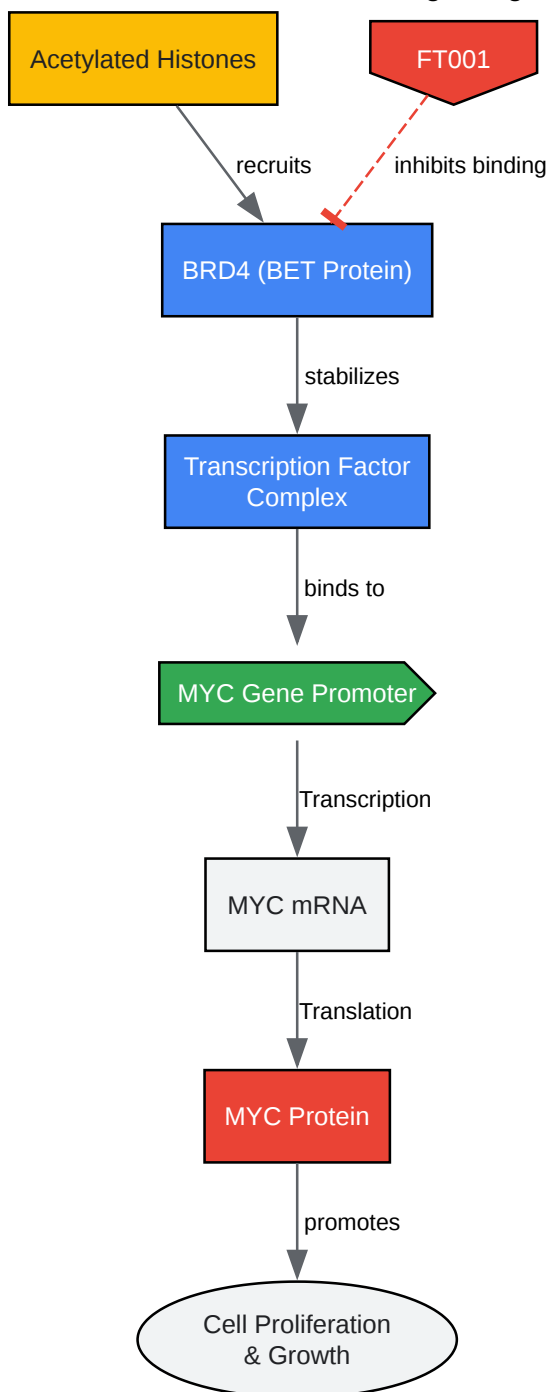 Acetylated Histones
FT001
recruits
inhibits binding
BRD4 (BET Protein)
stabilizes
Transcription Factor
Complex
binds to
MYC Gene Promoter
Transcription
MYC mRNA
Translation
MYC Protein
promotes
Cell Proliferation
& Growth